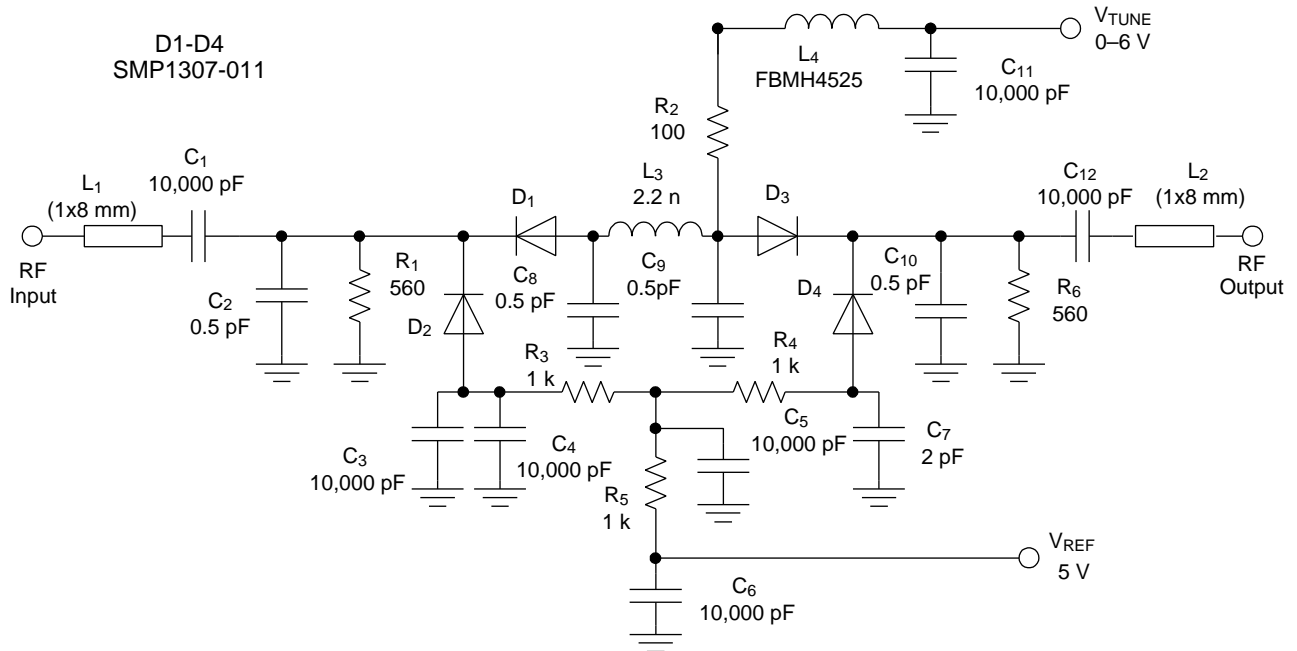 D1-D4
SMP1307-011
VTUNE
0–6 V
L4
FBMH4525
C11
10,000 pF
R2
100
C1
10,000 pF
L1
(1x8 mm)
D1
L3
2.2 n
D3
C12
10,000 pF
L2
(1x8 mm)
RF
Input
C2
0.5 pF
R1
560
D2
C8
0.5 pF
C9
0.5pF
D4
C10
0.5 pF
R6
560
RF
Output
R3
1 k
R4
1 k
C3
10,000 pF
C4
10,000 pF
C5
10,000 pF
C7
2 pF
R5
1 k
VREF
5 V
C6
10,000 pF